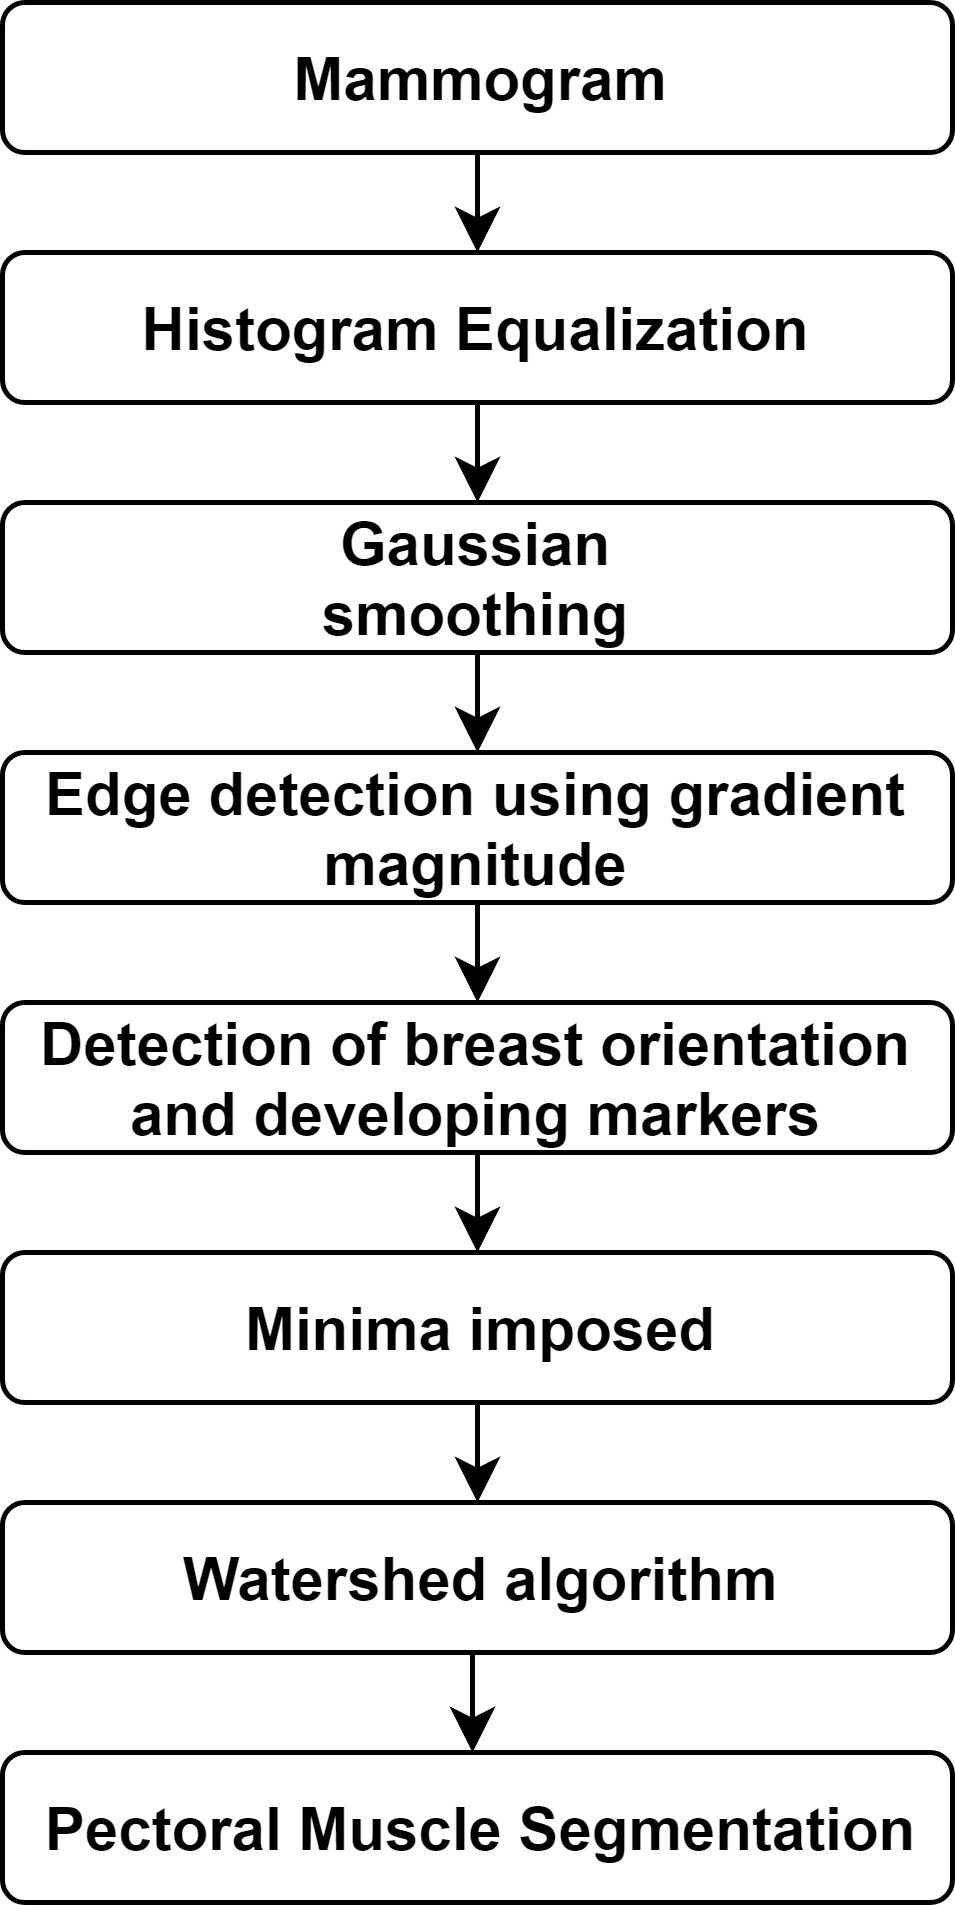 Mammogram
Histogram Equalization
Gaussian
smoothing
Edge detection using gradient
magnitude
Detection of breast orientation
and developing markers
Minima imposed
Watershed algorithm
Pectoral Muscle Segmentation